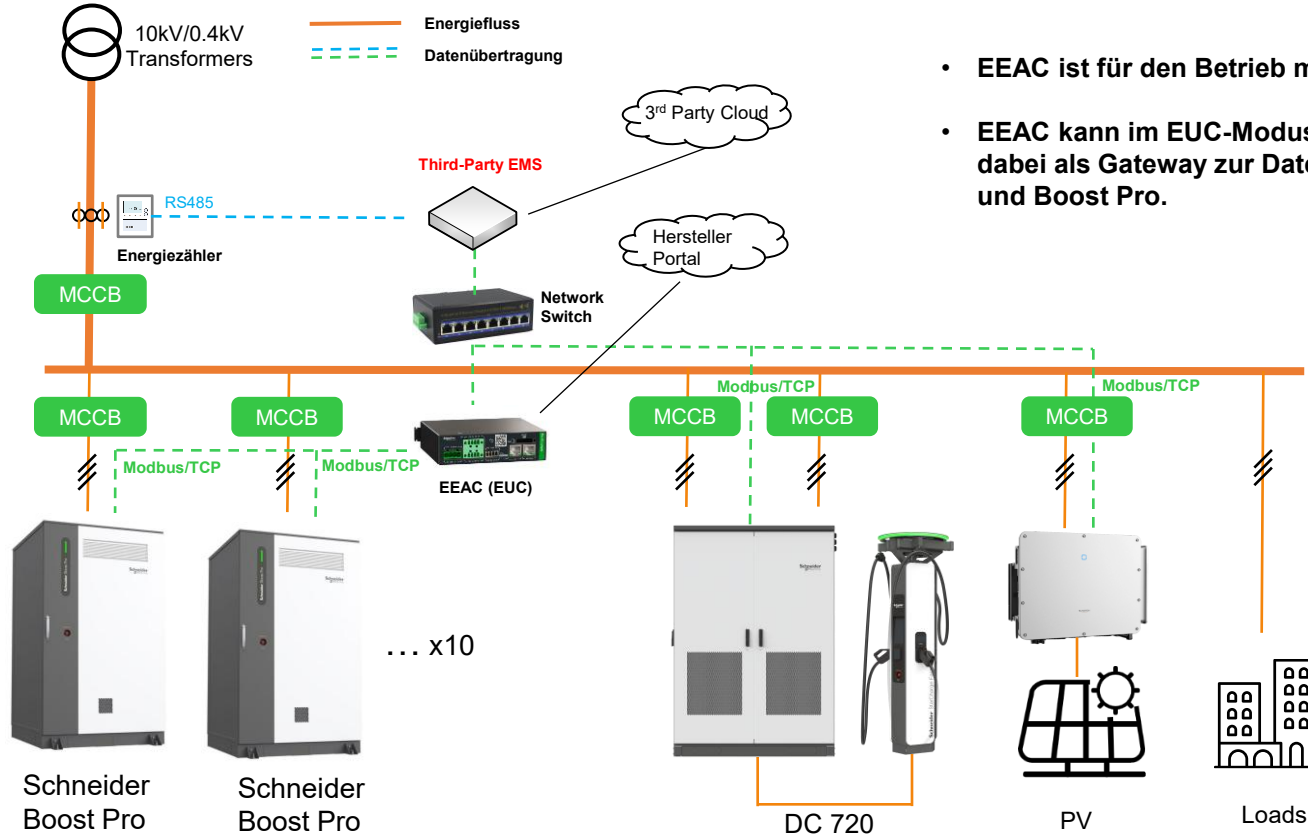 10kV/0.4kV
Transformers
Energiefluss
Datenübertragung
• EEAC ist für den Betrieb m
• EEAC kann im EUC-Modus
dabei als Gateway zur Date
und Boost Pro.
3rd Party Cloud
Third-Party EMS
RS485
Energiezähler
Hersteller
Portal
MCCB
Network
Switch
Modbus/TCP
Modbus/TCP
MCCB
MCCB
MCCB
MCCB
MCCB
Modbus/TCP
Modbus/TCP
EEAC (EUC)
... x10
Schneider
Boost Pro
Schneider
Boost Pro
DC 720
PV
Loads